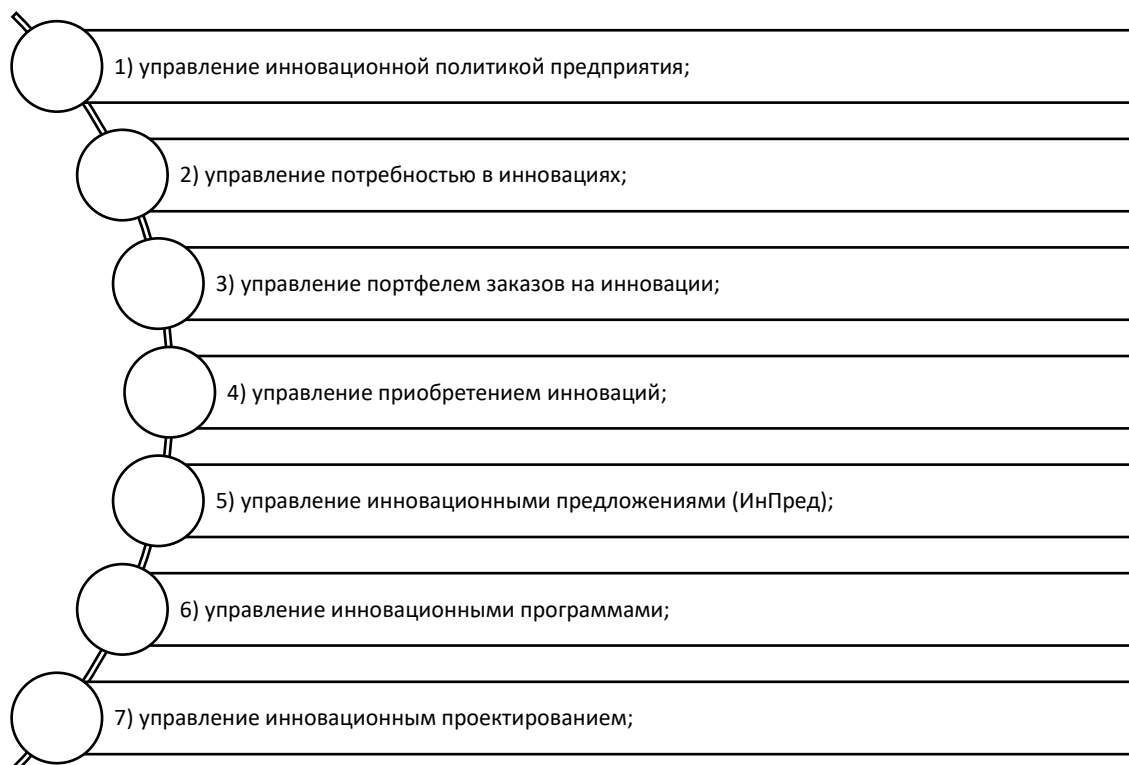 1) управление инновационной политикой предприятия;
2) управление потребностью в инновациях;
3) управление портфелем заказов на инновации;
4) управление приобретением инноваций;
5) управление инновационными предложениями (ИнПред);
6) управление инновационными программами;
7) управление инновационным проектированием;